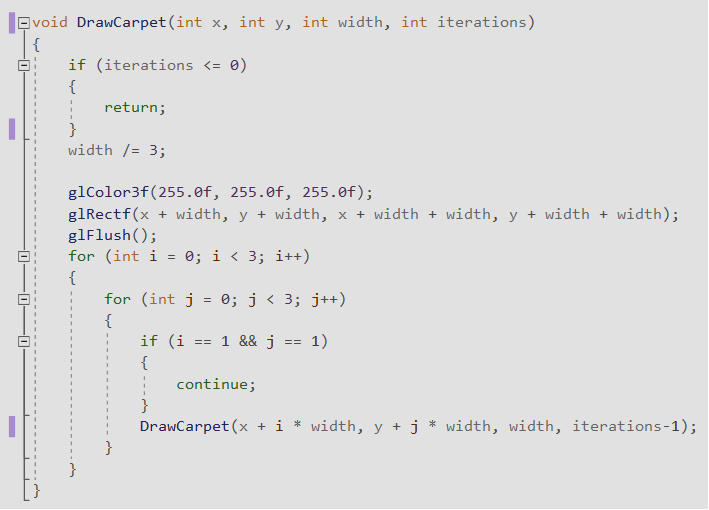 void DrawCarpet(int x, int y, int width, int iterations)
{
    if (iterations <= 0)
    {
        return;
    }
    width /= 3;

    glColor3f(255.0f, 255.0f, 255.0f);
    glRectf(x + width, y + width, x + width + width, y + width + width);
    glFlush();
    for (int i = 0; i < 3; i++)
    {
        for (int j = 0; j < 3; j++)
        {
            if (i == 1 && j == 1)
            {
                continue;
            }
            DrawCarpet(x + i * width, y + j * width, width, iterations-1);
        }
    }
}